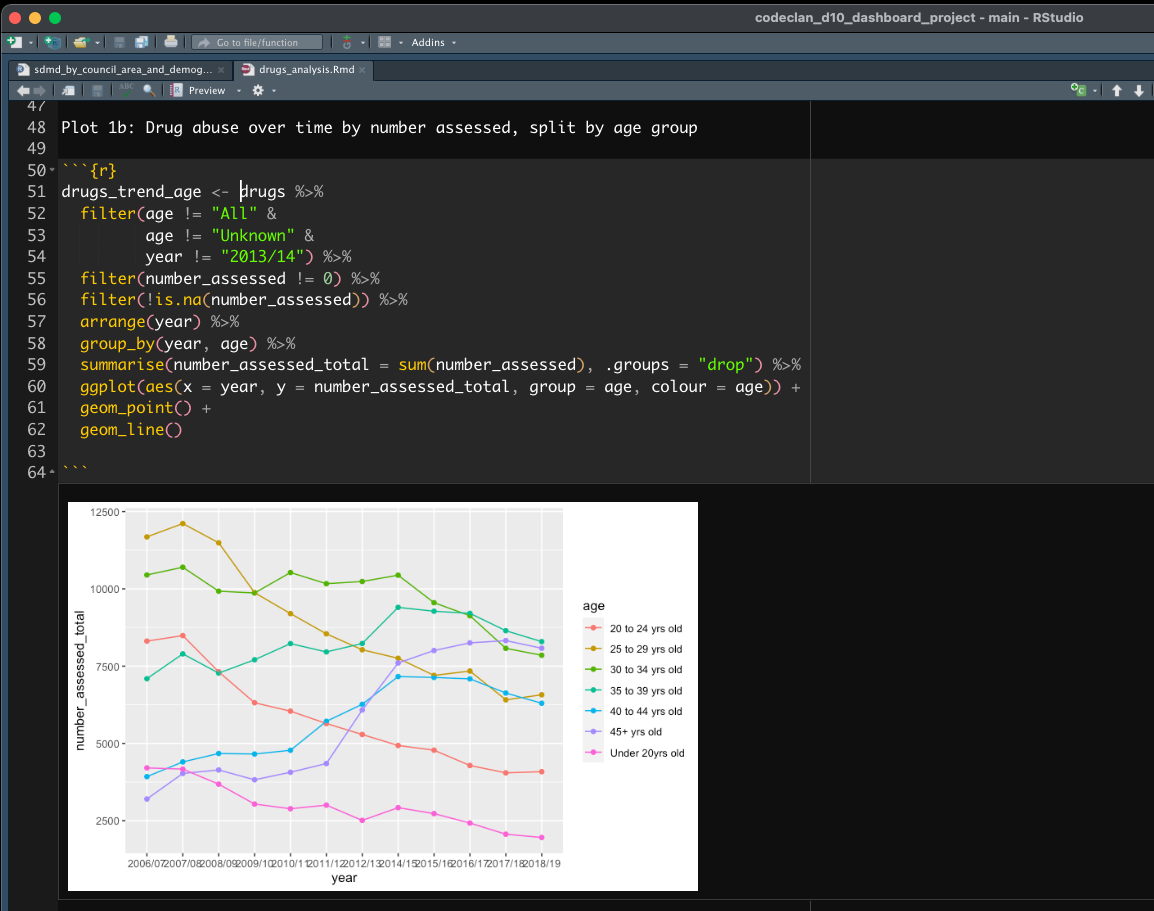 codeclan_d10_dashboard_project - main - RStudio
Go to file/function
Addins
sdmd_by_council_area_and_demog...
drugs_analysis.Rmd
ABC
Preview
47
48 Plot 1b: Drug abuse over time by number assessed, split by age group
49
50 ```{r}
51 drugs_trend_age <- drugs %>%
52 filter(age != "All" &
53 age != "Unknown" &
54 year != "2013/14") %>%
55 filter(number_assessed != 0) %>%
56 filter(!is.na(number_assessed)) %>%
57 arrange(year) %>%
58 group_by(year, age) %>%
59 summarise(number_assessed_total = sum(number_assessed), .groups = "drop") %>%
60 ggplot(aes(x = year, y = number_assessed_total, group = age, colour = age)) +
61 geom_point() +
62 geom_line()
63
64 ```
12500
10000
7500
5000
2500
number_assessed_total
2006/07 2007/08 2008/09 2009/10 2010/11 2011/12 2012/13 2014/15 2015/16 2016/17 2017/18 2018/19
year
age
20 to 24 yrs old
25 to 29 yrs old
30 to 34 yrs old
35 to 39 yrs old
40 to 44 yrs old
45+ yrs old
Under 20yrs old